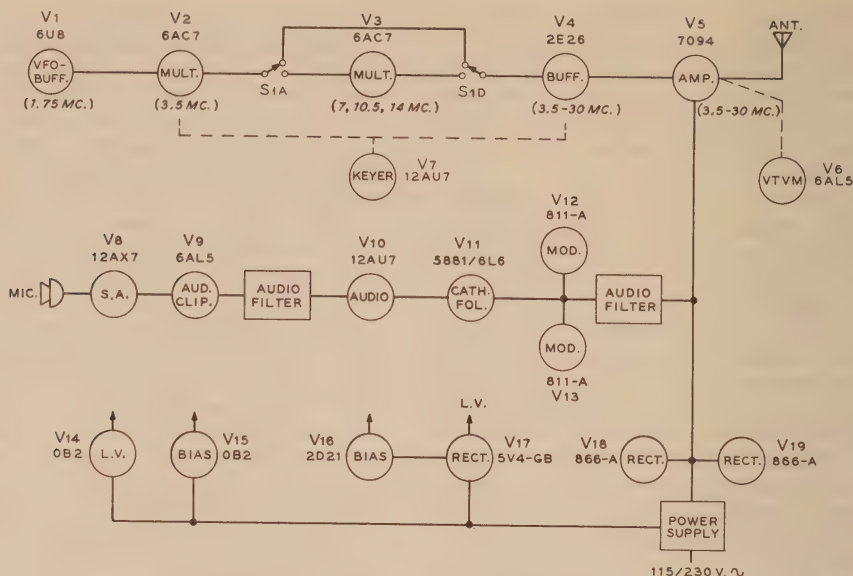 V1
6U8
VFO-
BUFF.
(1.75 MC.)
V2
6AC7
MULT.
(3.5 MC.)
S1A
V3
6AC7
MULT.
(7, 10.5, 14 MC.)
S1D
V4
2E26
BUFF.
(3.5-30 MC.)
V5
7094
AMP.
(3.5-30 MC.)
ANT.
KEYER
V7
12AU7
VTVM
V6
6AL5
MIC.
V8
12AX7
S.A.
V9
6AL5
AUD.
CLIP.
AUDIO
FILTER
V10
12AU7
AUDIO
V11
5881/6L6
CATH.
FOL.
V12
811-A
MOD.
MOD.
811-A
V13
AUDIO
FILTER
V14
0B2
L.V.
BIAS
V15
0B2
V16
2D21
BIAS
L.V.
RECT.
V17
5V4-GB
V18
866-A
RECT.
RECT.
V19
866-A
POWER
SUPPLY
115/230 V. ∿